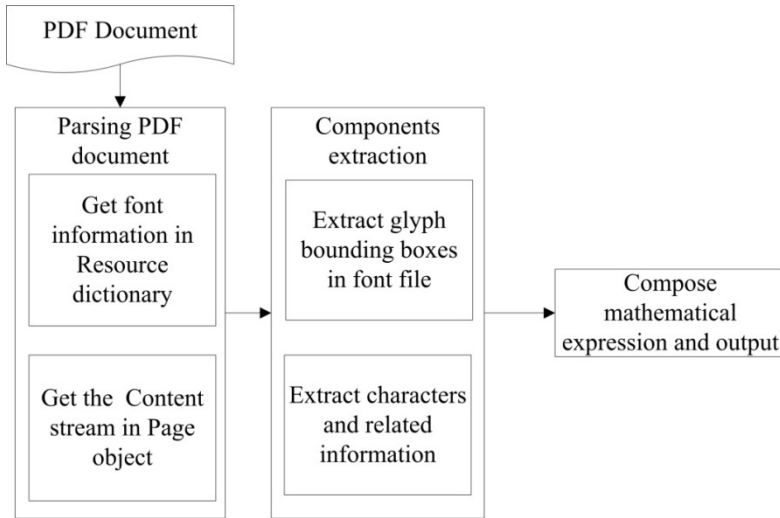 PDF Document
Parsing PDF
document
Get font
information in
Resource
dictionary
Get the Content
stream in Page
object
Components
extraction
Extract glyph
bounding boxes
in font file
Extract characters
and related
information
Compose
mathematical
expression and output